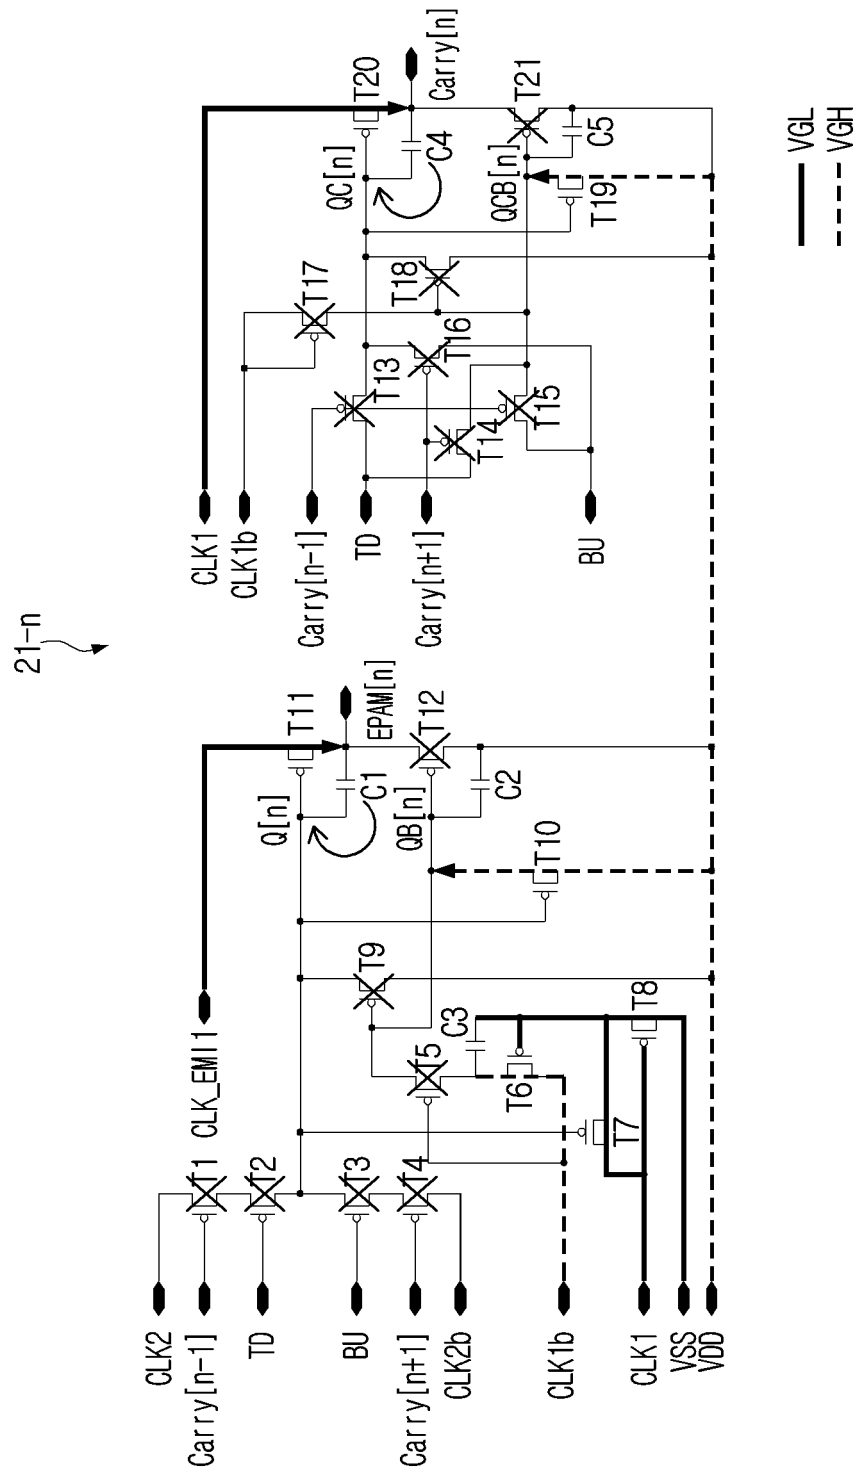 21-n
CLK2
Carry[n-1]
TD
BU
Carry[n+1]
CLK2b
CLK1b
CLK1
VSS
VDD
T1
T2
T3
T4
T5
T6
T7
T8
T9
T10
C3
CLK_EMI1
Q[n]
QB[n]
C1
C2
T11
T12
EPAM[n]
CLK1
CLK1b
Carry[n-1]
TD
Carry[n+1]
BU
T13
T14
T15
T16
T17
T18
T19
QC[n]
QCB[n]
C4
C5
T20
T21
Carry[n]
VGL
VGH